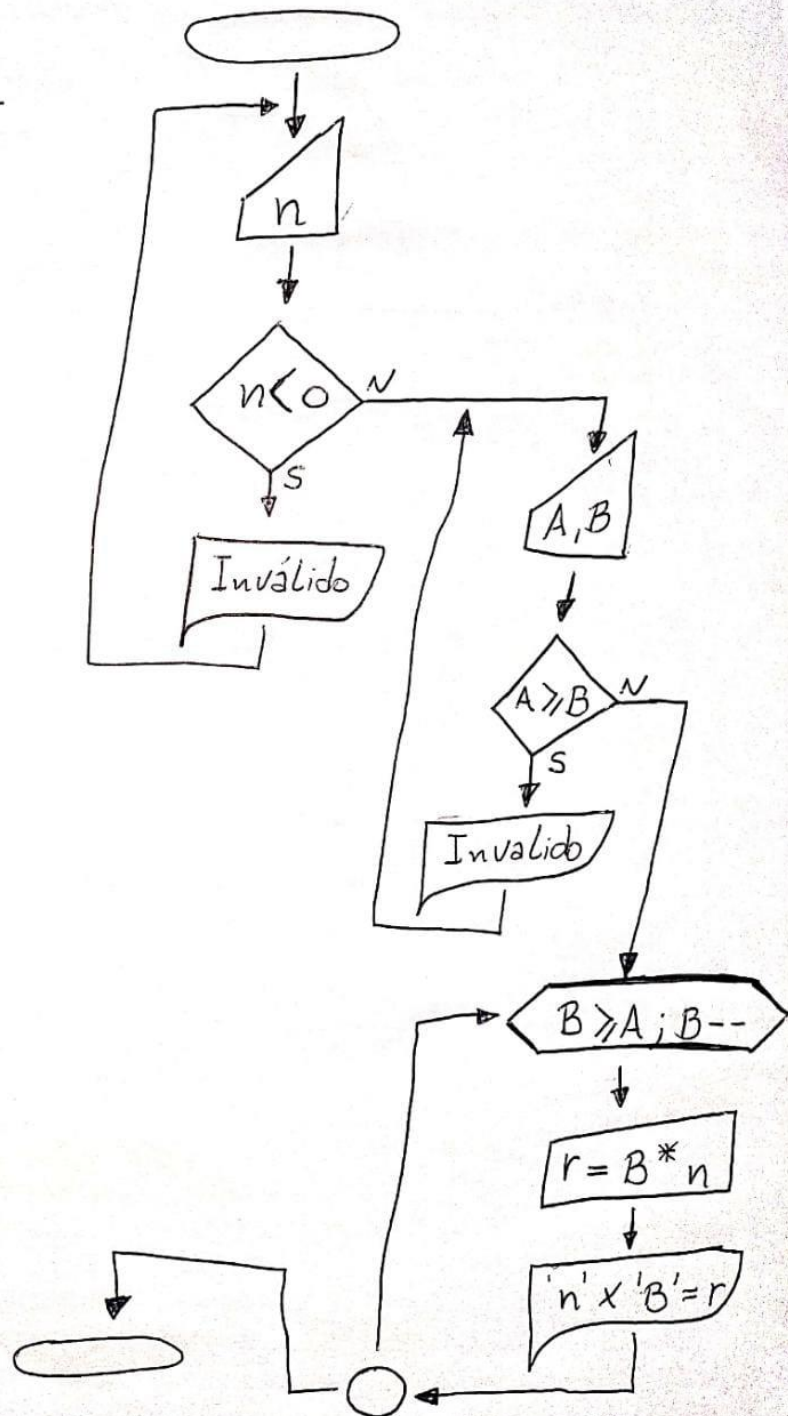 n
n<0
N
S
Inválido
A, B
A≥B
N
S
Invalido
B≥A; B--
r = B* n
'n' x 'B' = r